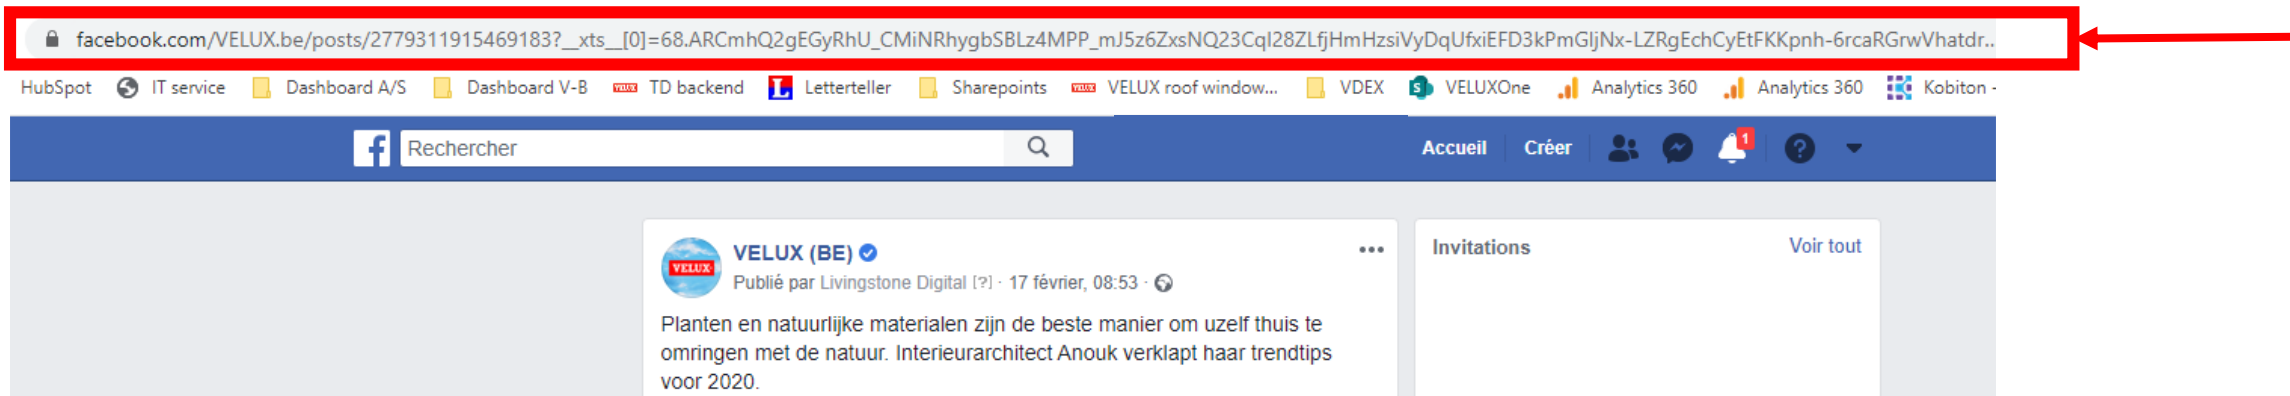 facebook.com/VELUX.be/posts/2779311915469183?__xts__[0]=68.ARCmhQ2gEGyRhU_CMiNRhygbSBLz4MPP_mJ5z6ZxsNQ23CqI28ZLfjHmHzsiVyDqUfxiEFD3kPmGIjNx-LZRgEchCyEtFKKpnh-6rcaRGrwVhatdr...
HubSpot IT service Dashboard A/S Dashboard V-B TD backend Letterteller Sharepoints VELUX roof window... VDEX VELUXOne Analytics 360 Analytics 360 Kobiton -
Rechercher Accueil Créer 1
VELUX (BE)
Publié par Livingstone Digital [?] · 17 février, 08:53 ·
VELUX
Planten en natuurlijke materialen zijn de beste manier om uzelf thuis te
omringen met de natuur. Interieurarchitect Anouk verklapt haar trendtips
voor 2020.
Invitations Voir tout